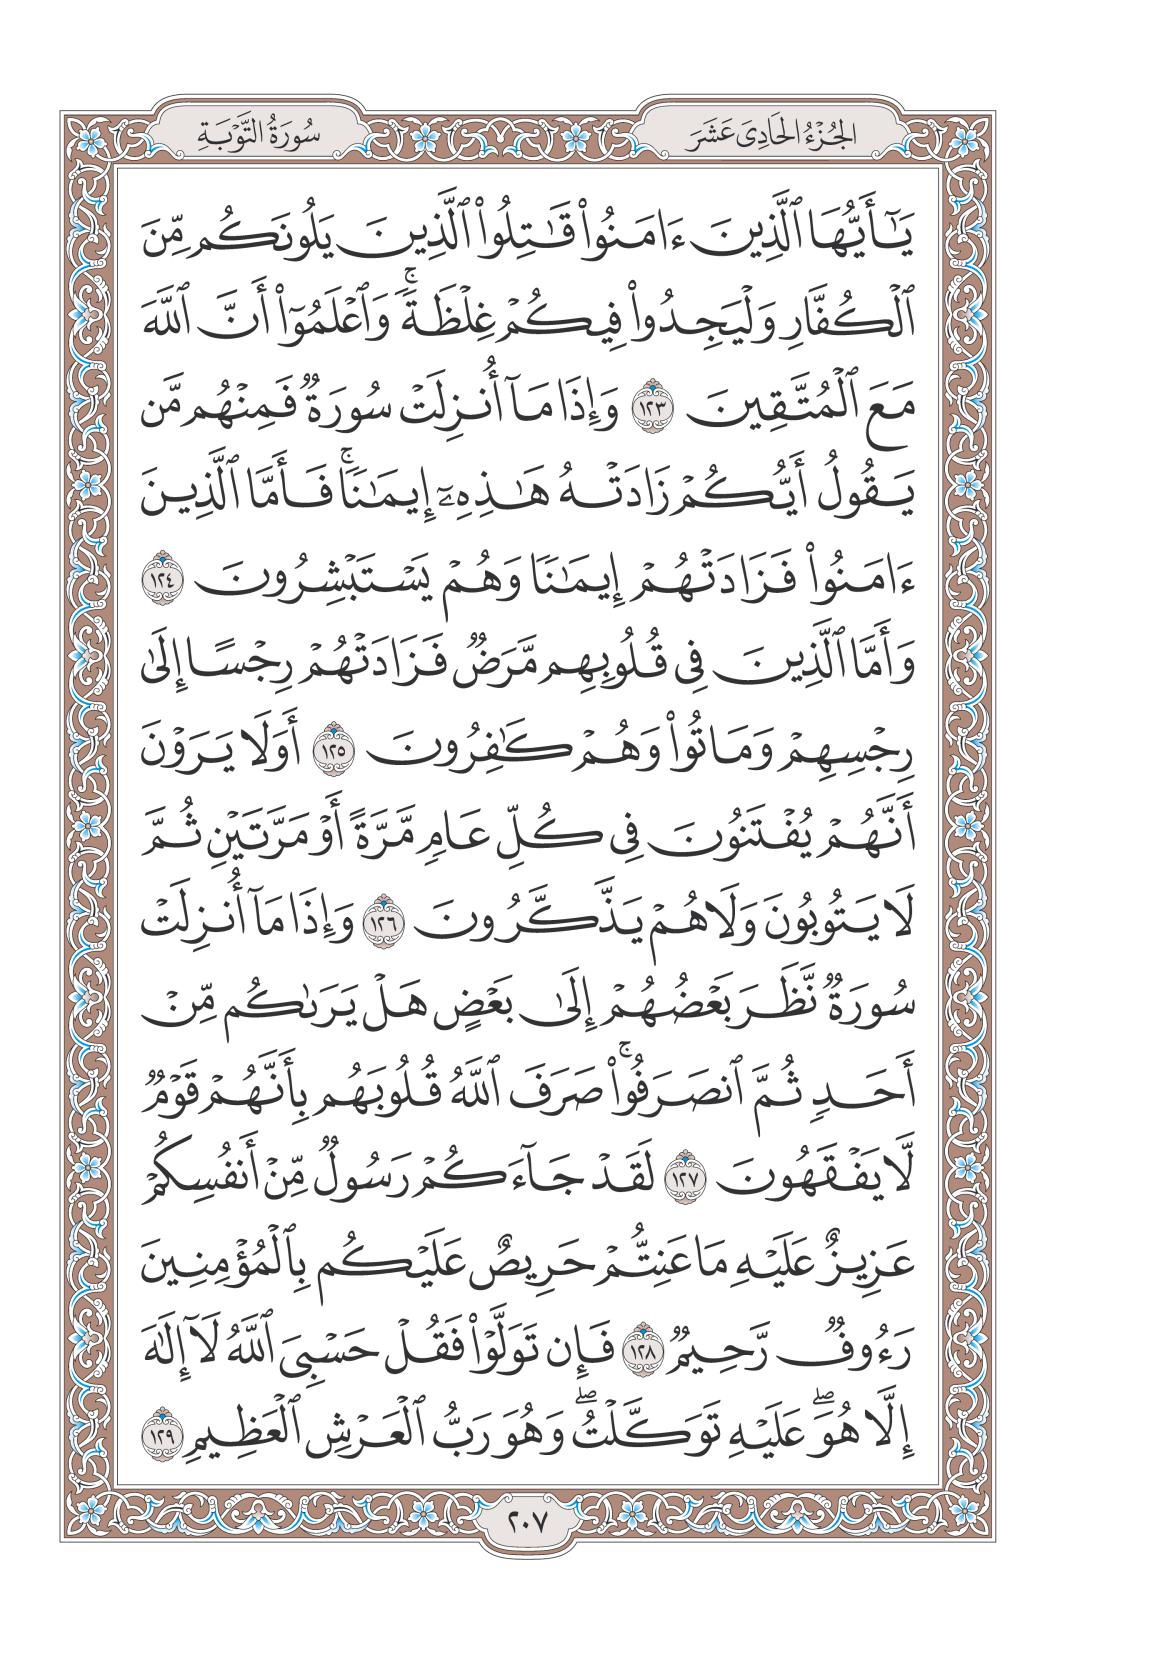 الجُزْءُ الحَادِىَ عَشَرَ
سُورَةُ التَّوْبَةِ
يَـٰٓأَيُّهَا ٱلَّذِينَ ءَامَنُوا۟ قَـٰتِلُوا۟ ٱلَّذِينَ يَلُونَكُم مِّنَ
ٱلْكُفَّارِ وَلْيَجِدُوا۟ فِيكُمْ غِلْظَةًۚ وَٱعْلَمُوٓا۟ أَنَّ ٱللَّهَ
مَعَ ٱلْمُتَّقِينَ ١٢٣ وَإِذَا مَآ أُنزِلَتْ سُورَةٌ فَمِنْهُم مَّن
يَقُولُ أَيُّكُمْ زَادَتْهُ هَـٰذِهِۦٓ إِيمَـٰنًاۚ فَأَمَّا ٱلَّذِينَ
ءَامَنُوا۟ فَزَادَتْهُمْ إِيمَـٰنًا وَهُمْ يَسْتَبْشِرُونَ ١٢٤
وَأَمَّا ٱلَّذِينَ فِى قُلُوبِهِم مَّرَضٌ فَزَادَتْهُمْ رِجْسًا إِلَىٰ
رِجْسِهِمْ وَمَاتُوا۟ وَهُمْ كَـٰفِرُونَ ١٢٥ أَوَلَا يَرَوْنَ
أَنَّهُمْ يُفْتَنُونَ فِى كُلِّ عَامٍ مَّرَّةً أَوْ مَرَّتَيْنِ ثُمَّ
لَا يَتُوبُونَ وَلَا هُمْ يَذَّكَّرُونَ ١٢٦ وَإِذَا مَآ أُنزِلَتْ
سُورَةٌ نَّظَرَ بَعْضُهُمْ إِلَىٰ بَعْضٍ هَلْ يَرَىٰكُم مِّنْ
أَحَدٍ ثُمَّ ٱنصَرَفُوا۟ۚ صَرَفَ ٱللَّهُ قُلُوبَهُم بِأَنَّهُمْ قَوْمٌ
لَّا يَفْقَهُونَ ١٢٧ لَقَدْ جَآءَكُمْ رَسُولٌ مِّنْ أَنفُسِكُمْ
عَزِيزٌ عَلَيْهِ مَا عَنِتُّمْ حَرِيصٌ عَلَيْكُم بِٱلْمُؤْمِنِينَ
رَءُوفٌ رَّحِيمٌ ١٢٨ فَإِن تَوَلَّوْا۟ فَقُلْ حَسْبِىَ ٱللَّهُ لَآ إِلَـٰهَ
إِلَّا هُوَۖ عَلَيْهِ تَوَكَّلْتُۖ وَهُوَ رَبُّ ٱلْعَرْشِ ٱلْعَظِيمِ ١٢٩
٢٠٧